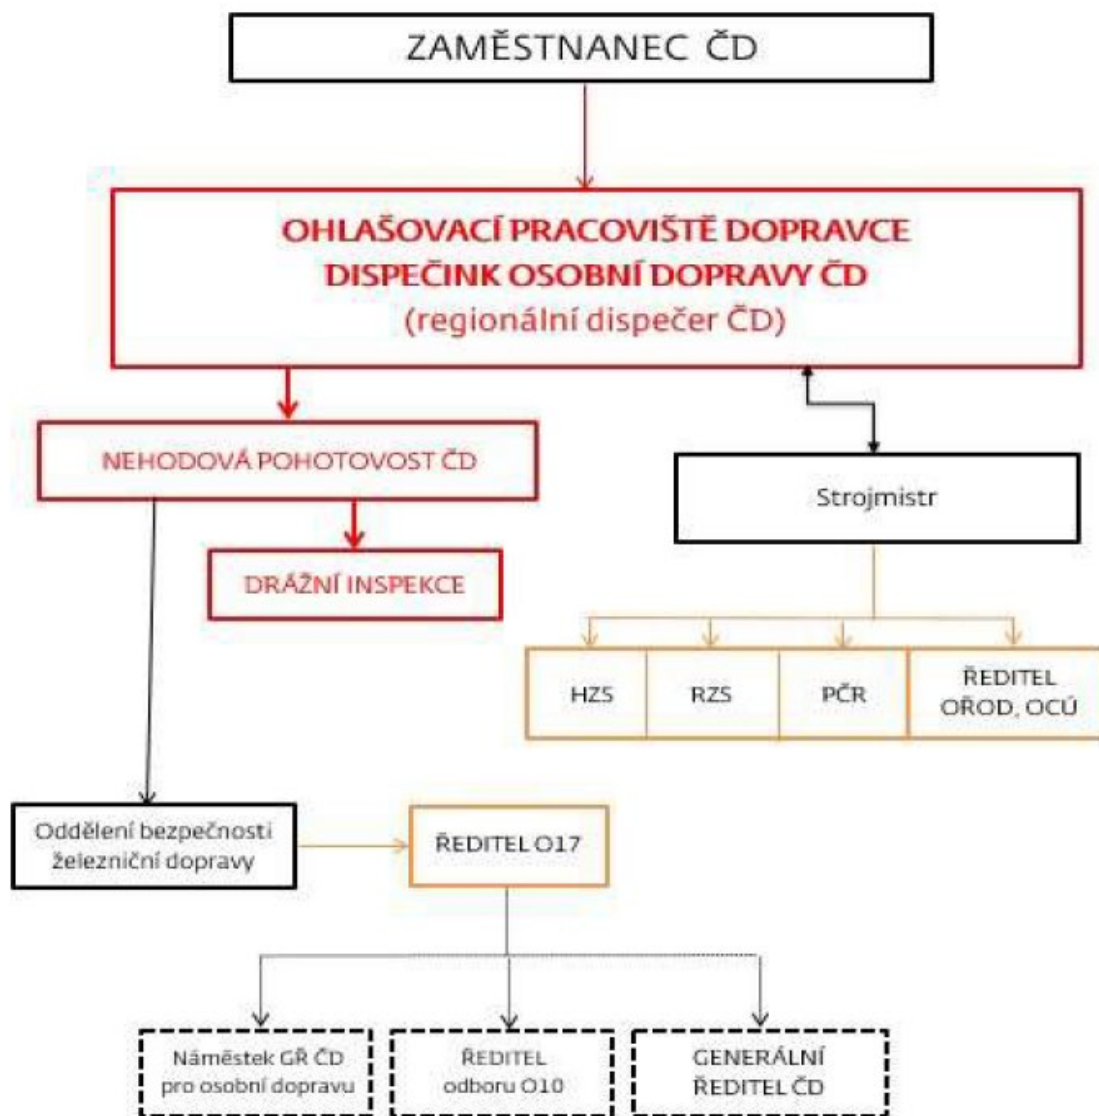 ZAMĚSTNANEC ČD
OHLAŠOVACÍ PRACOVIŠTĚ DOPRAVCE
DISPEČINK OSOBNÍ DOPRAVY ČD
(regionální dispečer ČD)
NEHODOVÁ POHOTOVOST ČD
Strojmistr
DRÁŽNÍ INSPEKCE
HZS
RZS
PČR
ŘEDITEL
OŘOD, OCÚ
Oddělení bezpečnosti
železniční dopravy
ŘEDITEL O17
Náměstek GŘ ČD
pro osobní dopravu
ŘEDITEL
odboru O10
GENERÁLNÍ
ŘEDITEL ČD